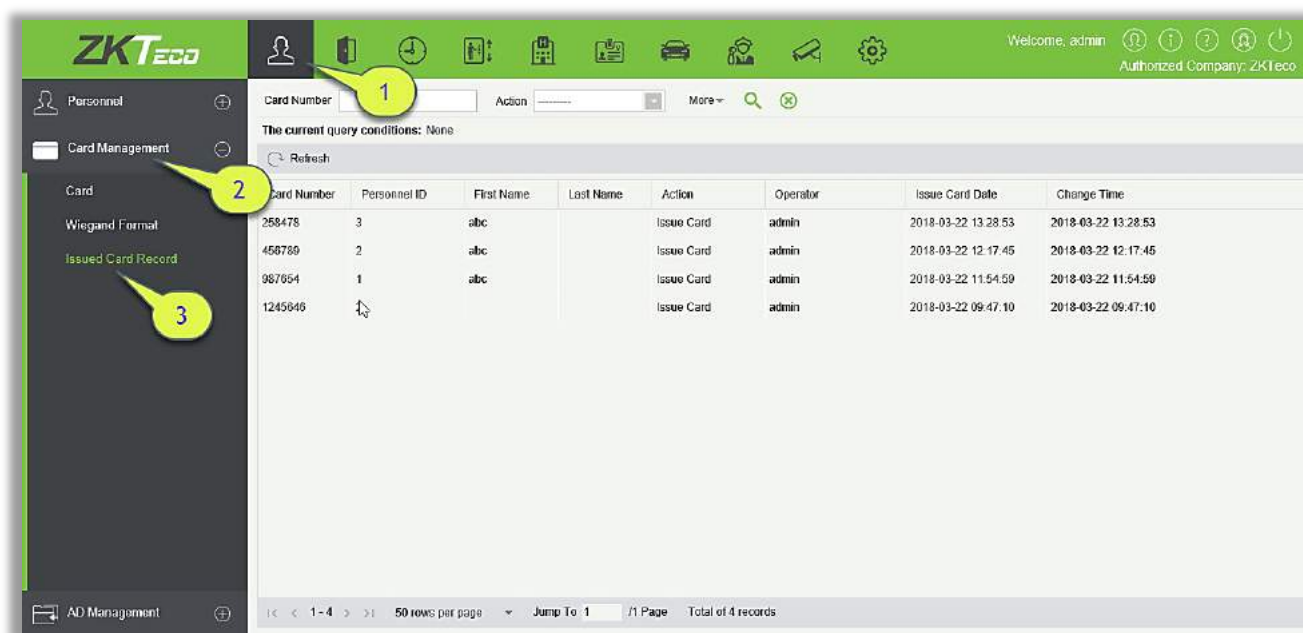 ZKTeco
Welcome, admin
Authorized Company: ZKTeco
1
Personnel
Card Number
Action ---------
More
The current query conditions: None
Card Management
Refresh
2
Card
Wiegand Format
Issued Card Record
3
Card Number Personnel ID First Name Last Name Action Operator Issue Card Date Change Time
258478 3 abc Issue Card admin 2018-03-22 13:28:53 2018-03-22 13:28:53
456789 2 abc Issue Card admin 2018-03-22 12:17:45 2018-03-22 12:17:45
987654 1 abc Issue Card admin 2018-03-22 11:54:59 2018-03-22 11:54:59
1245646 Issue Card admin 2018-03-22 09:47:10 2018-03-22 09:47:10
AD Management
1-4 50 rows per page Jump To 1 /1 Page Total of 4 records